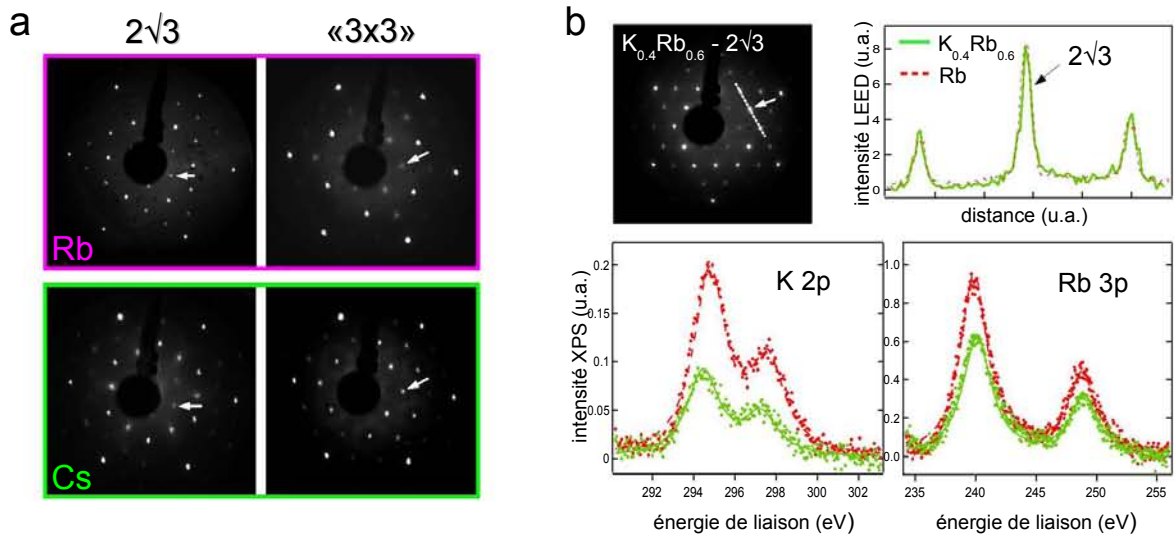 a
2√3
«3x3»
Rb
Cs
b
K0.4Rb0.6 - 2√3
intensité LEED (u.a.)
8
6
4
2
0
K0.4Rb0.6
Rb
2√3
distance (u.a.)
intensité XPS (u.a.)
0.2
0.15
0.1
0.05
0
K 2p
292 294 296 298 300 302
énergie de liaison (eV)
1.0
0.8
0.6
0.4
0.2
0.0
Rb 3p
235 240 245 250 255
énergie de liaison (eV)